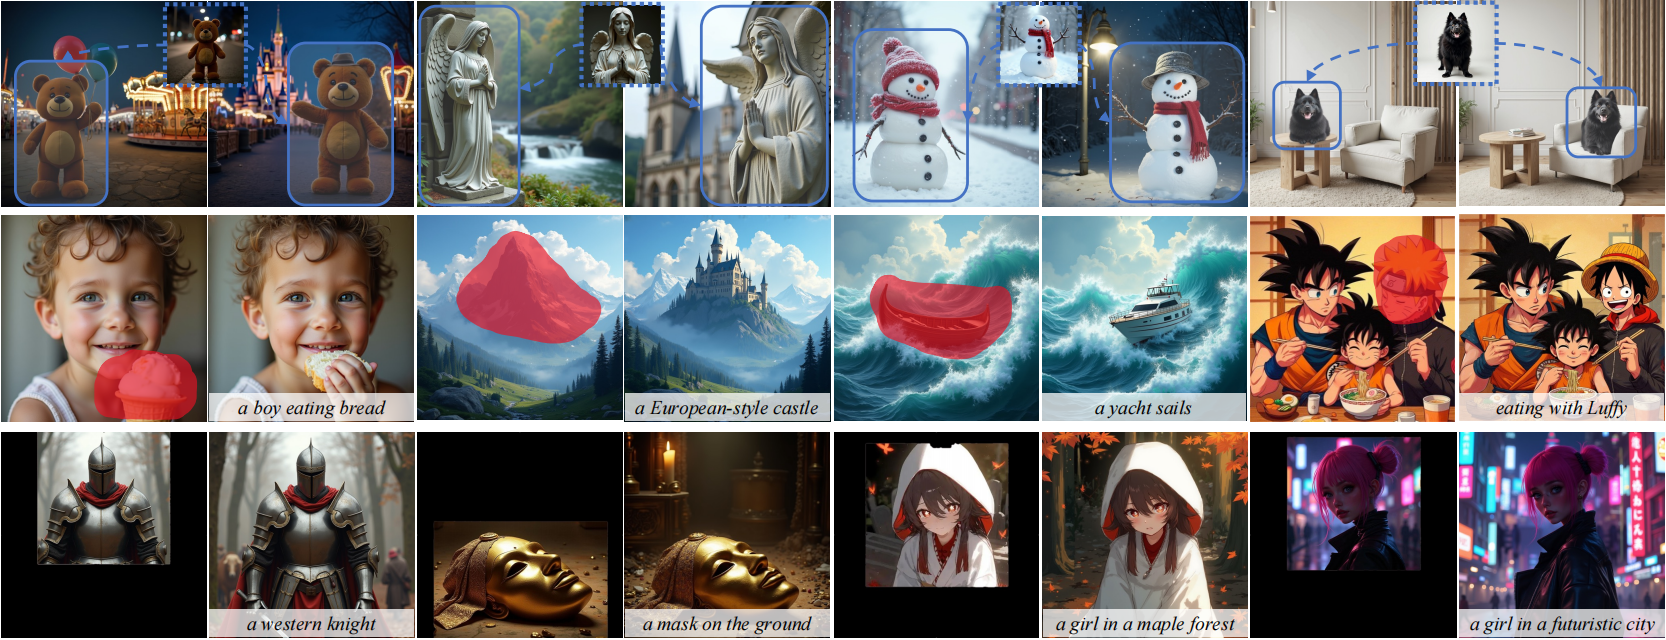 a boy eating bread
a European-style castle
a yacht sails
eating with Luffy
a western knight
a mask on the ground
a girl in a maple forest
a girl in a futuristic city